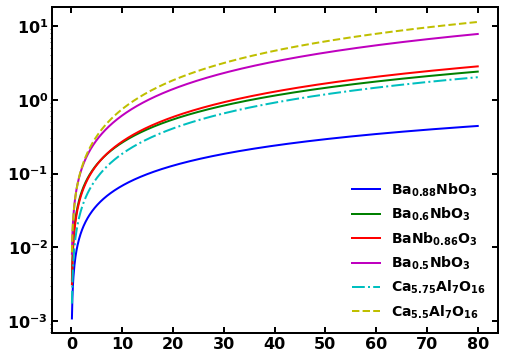 10¹
10⁰
10⁻¹
10⁻²
10⁻³
0 10 20 30 40 50 60 70 80
Ba₀.₈₈NbO₃
Ba₀.₆NbO₃
BaNb₀.₈₆O₃
Ba₀.₅NbO₃
Ca₅.₇₅Al₇O₁₆
Ca₅.₅Al₇O₁₆